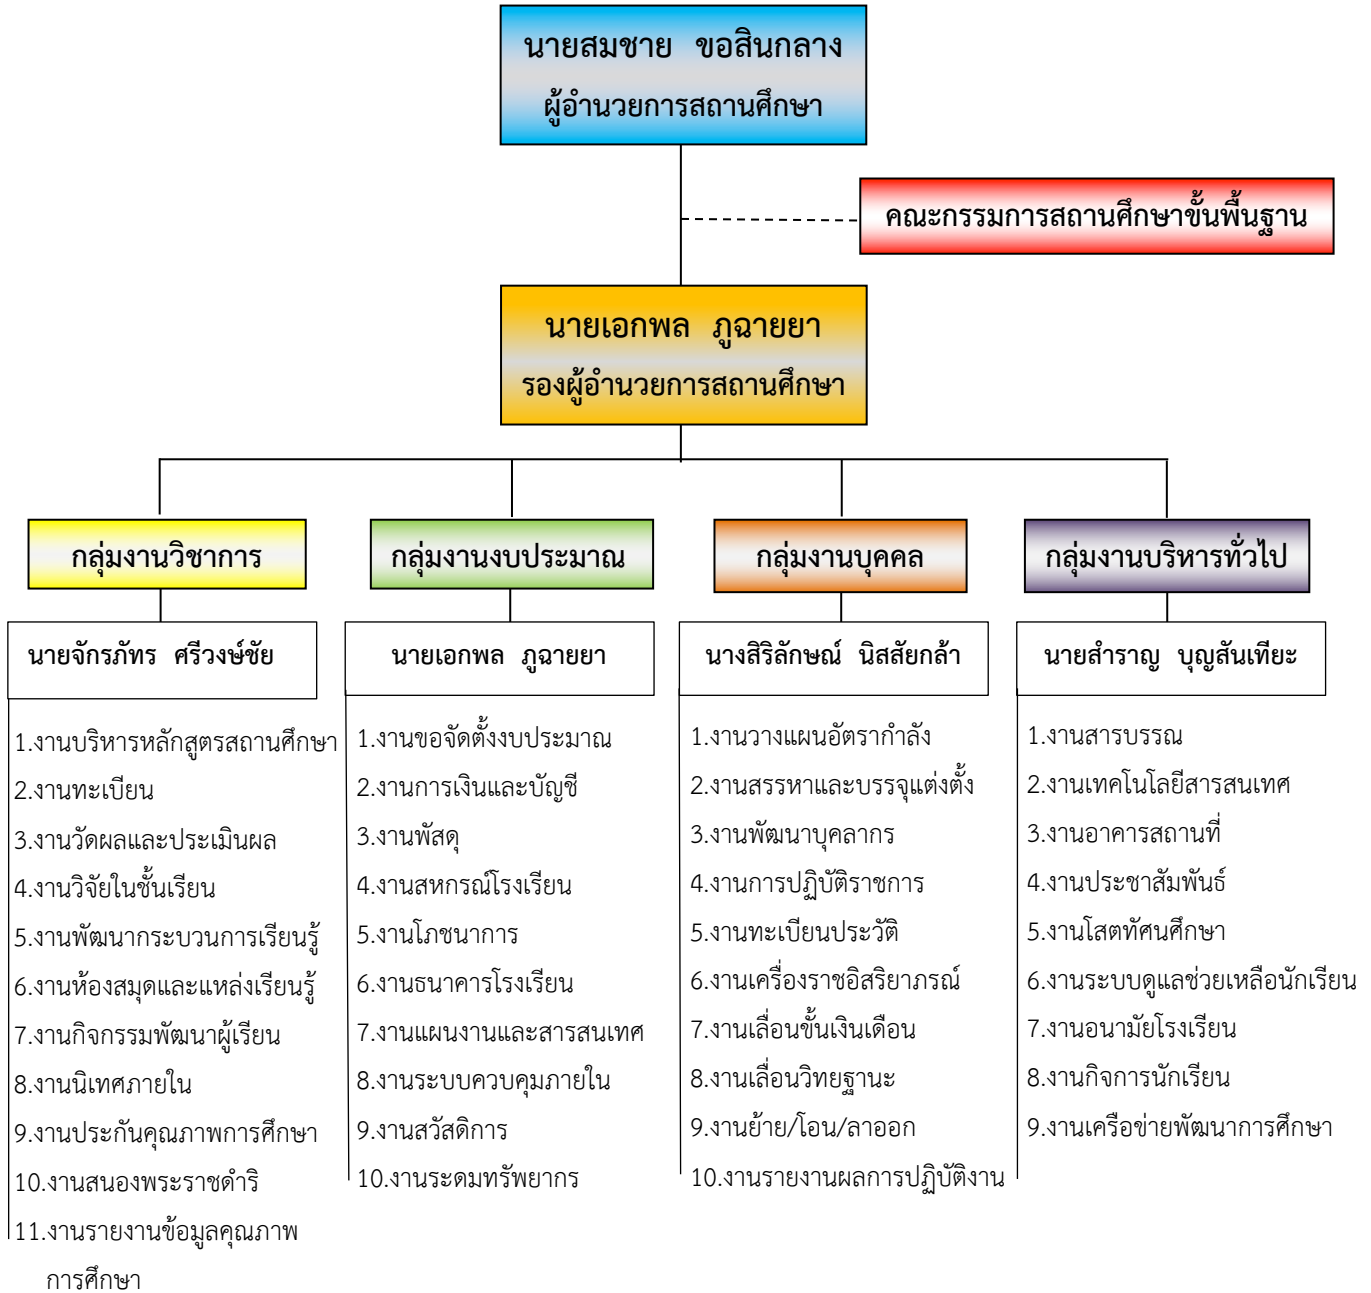 นายสมชาย ขอสินกลาง
ผู้อำนวยการสถานศึกษา
คณะกรรมการสถานศึกษาขั้นพื้นฐาน
นายเอกพล ภูฉายยา
รองผู้อำนวยการสถานศึกษา
กลุ่มงานวิชาการ
นายจักรภัทร ศรีวงษ์ชัย
1.งานบริหารหลักสูตรสถานศึกษา
2.งานทะเบียน
3.งานวัดผลและประเมินผล
4.งานวิจัยในชั้นเรียน
5.งานพัฒนากระบวนการเรียนรู้
6.งานห้องสมุดและแหล่งเรียนรู้
7.งานกิจกรรมพัฒนาผู้เรียน
8.งานนิเทศภายใน
9.งานประกันคุณภาพการศึกษา
10.งานสนองพระราชดำริ
11.งานรายงานข้อมูลคุณภาพ
การศึกษา
กลุ่มงานงบประมาณ
นายเอกพล ภูฉายยา
1.งานขอจัดตั้งงบประมาณ
2.งานการเงินและบัญชี
3.งานพัสดุ
4.งานสหกรณ์โรงเรียน
5.งานโภชนาการ
6.งานธนาคารโรงเรียน
7.งานแผนงานและสารสนเทศ
8.งานระบบควบคุมภายใน
9.งานสวัสดิการ
10.งานระดมทรัพยากร
กลุ่มงานบุคคล
นางสิริลักษณ์ นิสสัยกล้า
1.งานวางแผนอัตรากำลัง
2.งานสรรหาและบรรจุแต่งตั้ง
3.งานพัฒนาบุคลากร
4.งานการปฏิบัติราชการ
5.งานทะเบียนประวัติ
6.งานเครื่องราชอิสริยาภรณ์
7.งานเลื่อนขั้นเงินเดือน
8.งานเลื่อนวิทยฐานะ
9.งานย้าย/โอน/ลาออก
10.งานรายงานผลการปฏิบัติงาน
กลุ่มงานบริหารทั่วไป
นายสำราญ บุญสันเทียะ
1.งานสารบรรณ
2.งานเทคโนโลยีสารสนเทศ
3.งานอาคารสถานที่
4.งานประชาสัมพันธ์
5.งานโสตทัศนศึกษา
6.งานระบบดูแลช่วยเหลือนักเรียน
7.งานอนามัยโรงเรียน
8.งานกิจการนักเรียน
9.งานเครือข่ายพัฒนาการศึกษา